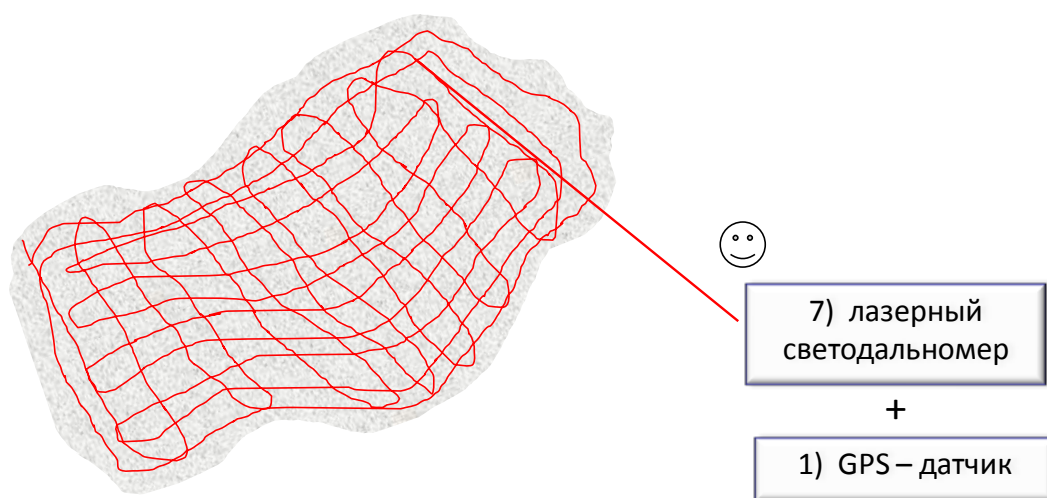 7) лазерный
светодальномер
+
1) GPS – датчик